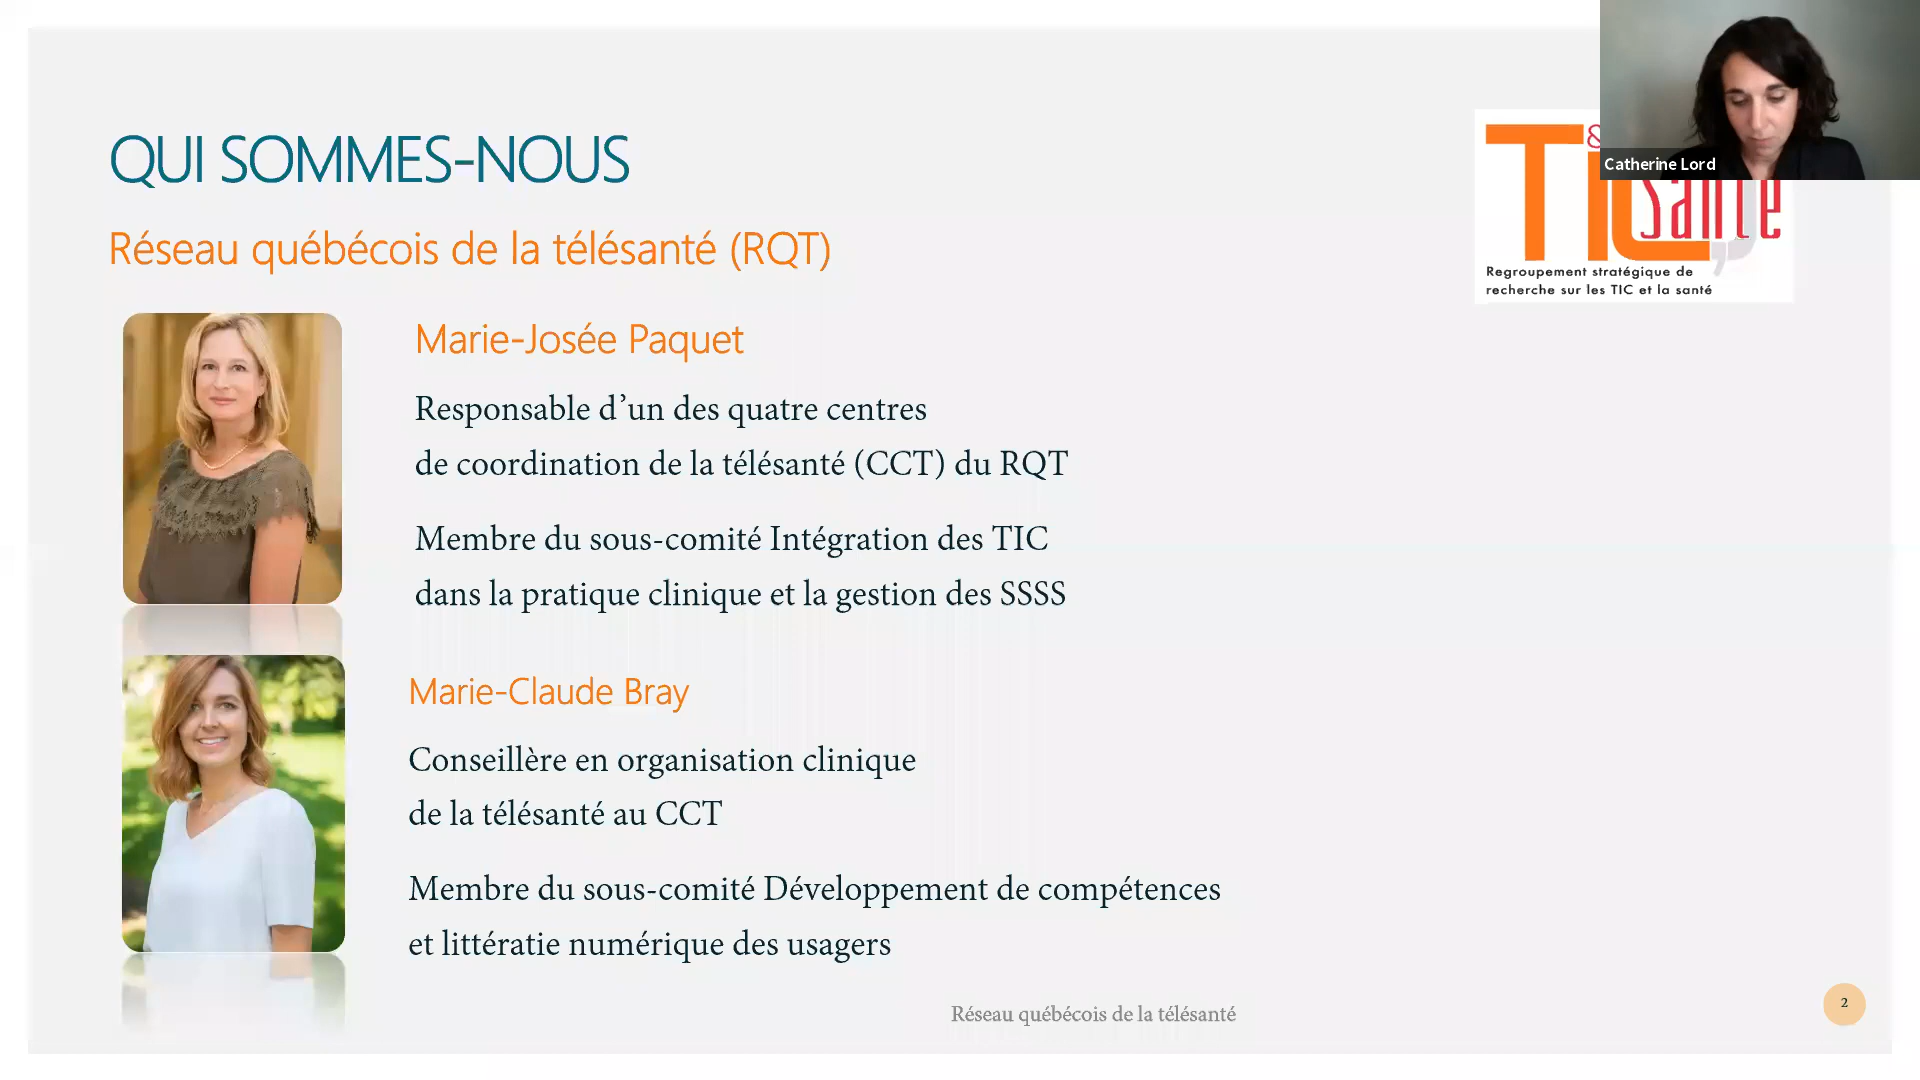 QUI SOMMES-NOUS
Réseau québécois de la télésanté (RQT)
Marie-Josée Paquet
Responsable d’un des quatre centres
de coordination de la télésanté (CCT) du RQT
Membre du sous-comité Intégration des TIC
dans la pratique clinique et la gestion des SSSS
Marie-Claude Bray
Conseillère en organisation clinique
de la télésanté au CCT
Membre du sous-comité Développement de compétences
et littératie numérique des usagers
Réseau québécois de la télésanté
2
Catherine Lord
TIC &
santé
Regroupement stratégique de
recherche sur les TIC et la santé